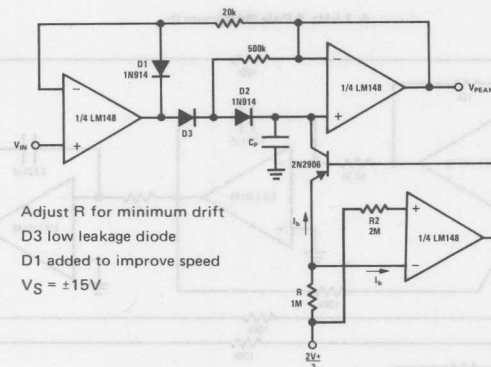 20k
D1
1N914
500k
1/4 LM148
D2
1N914
1/4 LM148
VPEAK
VIN
D3
CP
2N2906
Ib
R2
2M
1/4 LM148
Adjust R for minimum drift
D3 low leakage diode
D1 added to improve speed
VS = ±15V
Ib
R
1M
2V+